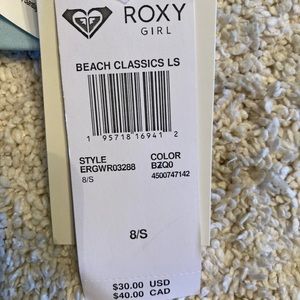 ROXY
GIRL
BEACH CLASSICS LS
1 95718 16941 2
STYLE COLOR
ERGWR03288 BZQ0
8/S 4500747142
8/S
$30.00 USD
$40.00 CAD